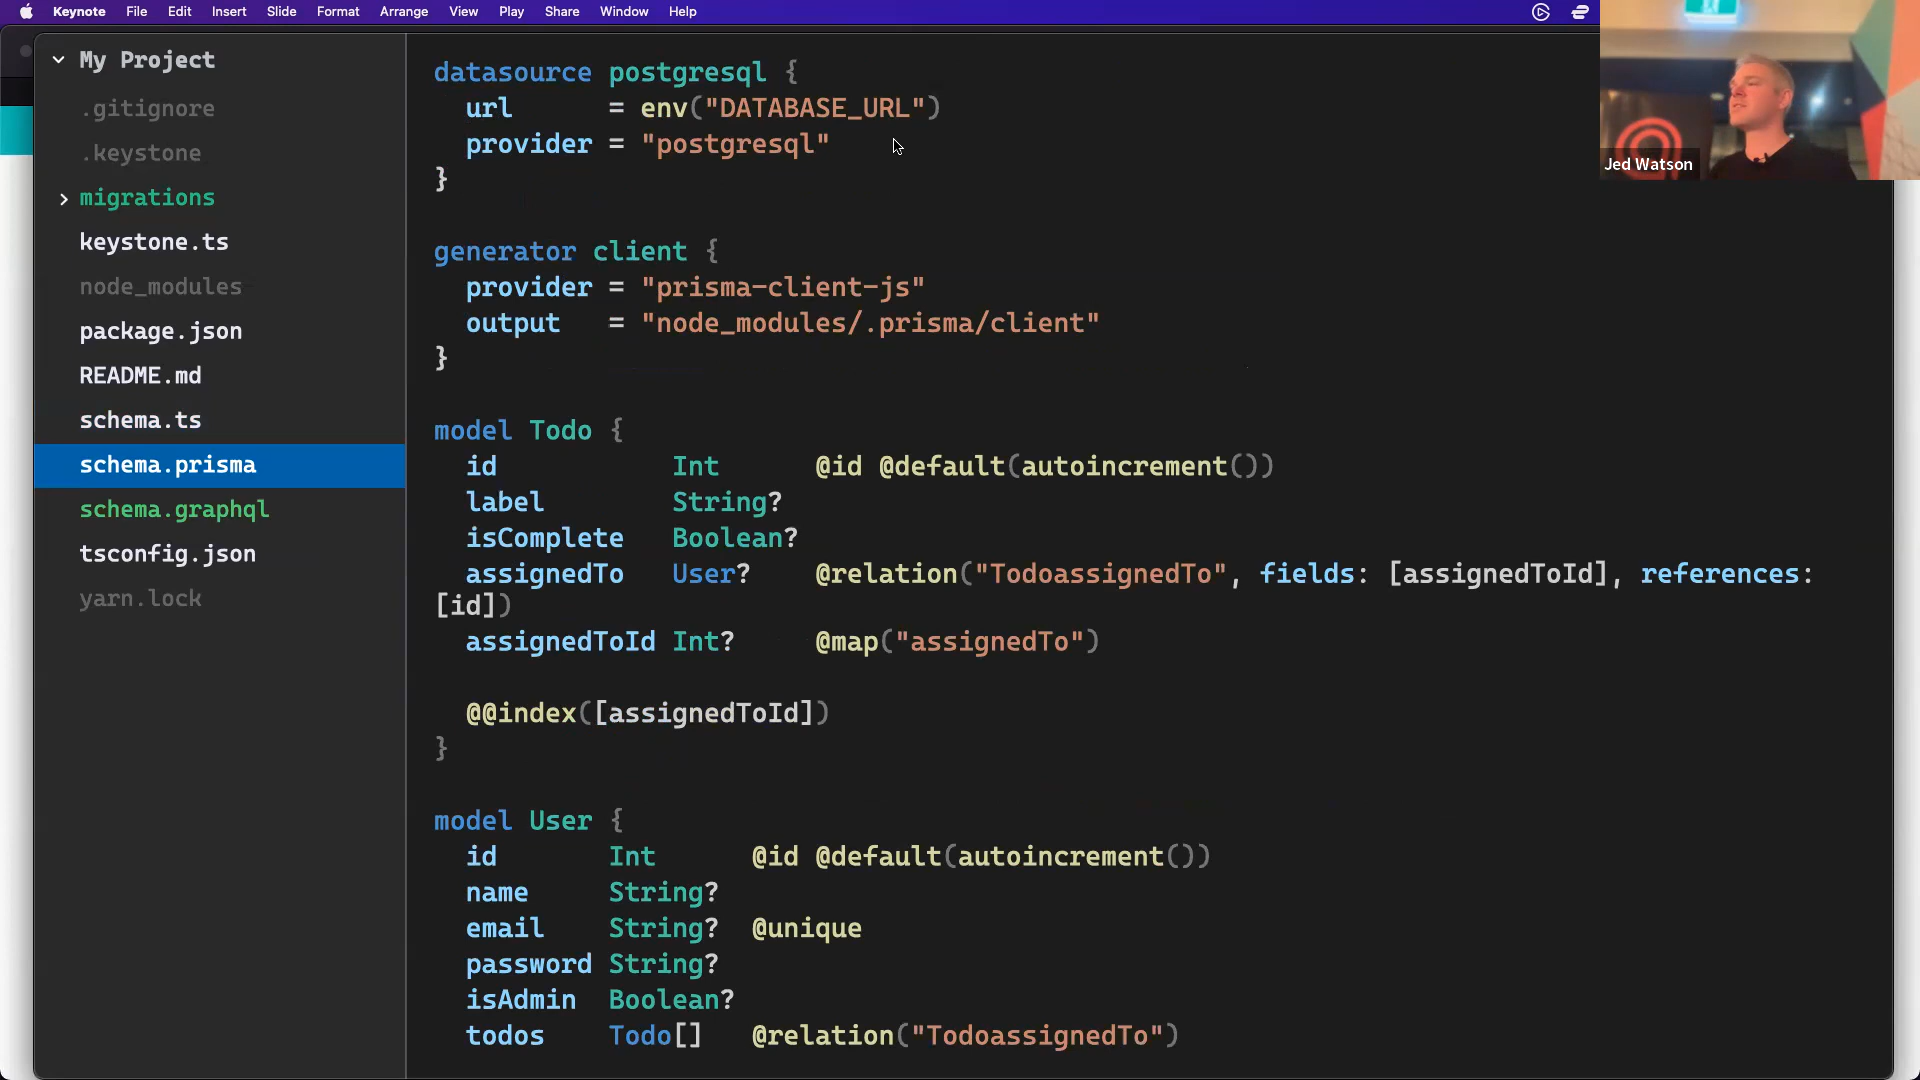 Keynote File Edit Insert Slide Format Arrange View Play Share Window Help
My Project
.gitignore
.keystone
migrations
keystone.ts
node_modules
package.json
README.md
schema.ts
schema.prisma
schema.graphql
tsconfig.json
yarn.lock
datasource postgresql {
  url      = env("DATABASE_URL")
  provider = "postgresql"
}
generator client {
  provider = "prisma-client-js"
  output   = "node_modules/.prisma/client"
}
model Todo {
  id           Int      @id @default(autoincrement())
  label        String?
  isComplete   Boolean?
  assignedTo   User?    @relation("TodoassignedTo", fields: [assignedToId], references:
[id])
  assignedToId Int?     @map("assignedTo")
  @@index([assignedToId])
}
model User {
  id       Int      @id @default(autoincrement())
  name     String?
  email    String?  @unique
  password String?
  isAdmin  Boolean?
  todos    Todo[]   @relation("TodoassignedTo")
Jed Watson